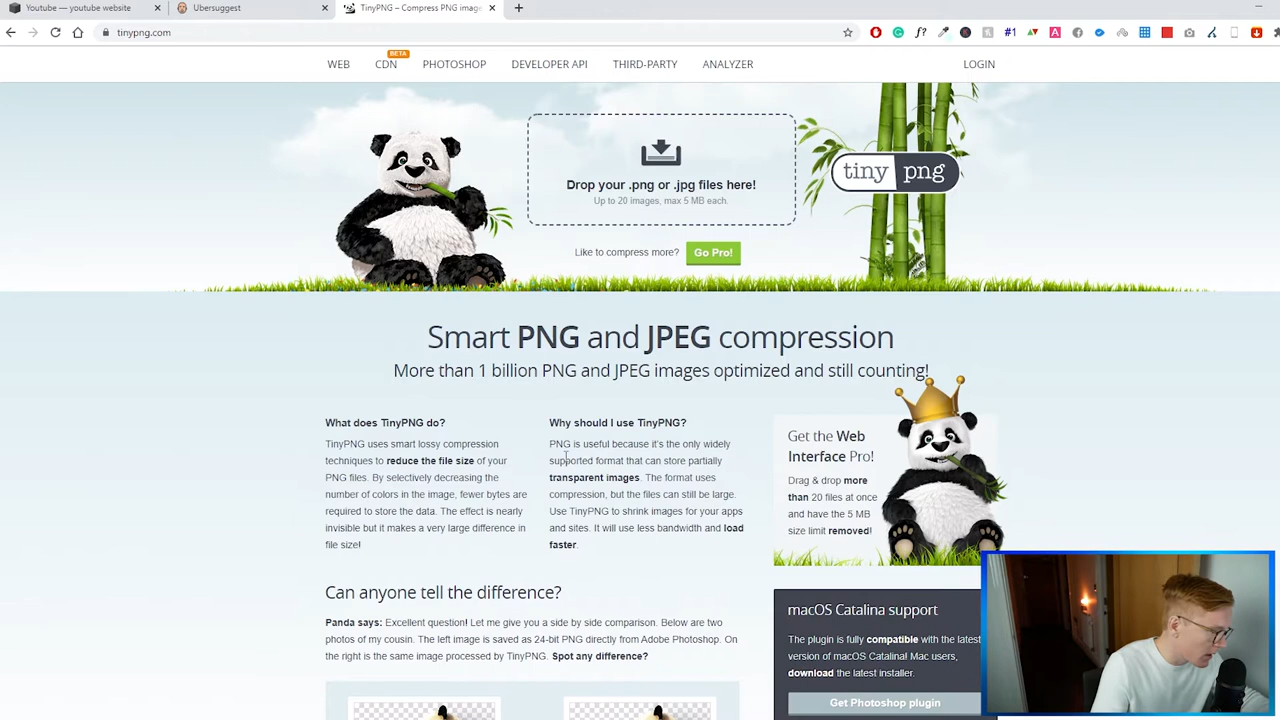 Youtube — youtube website
Ubersuggest
TinyPNG – Compress PNG image
tinypng.com
#1
WEB
CDN
BETA
PHOTOSHOP
DEVELOPER API
THIRD-PARTY
ANALYZER
LOGIN
Drop your .png or .jpg files here!
Up to 20 images, max 5 MB each.
tiny png
Like to compress more? Go Pro!
Smart PNG and JPEG compression
More than 1 billion PNG and JPEG images optimized and still counting!
What does TinyPNG do?
TinyPNG uses smart lossy compression
techniques to reduce the file size of your
PNG files. By selectively decreasing the
number of colors in the image, fewer bytes are
required to store the data. The effect is nearly
invisible but it makes a very large difference in
file size!
Why should I use TinyPNG?
PNG is useful because it's the only widely
supported format that can store partially
transparent images. The format uses
compression, but the files can still be large.
Use TinyPNG to shrink images for your apps
and sites. It will use less bandwidth and load
faster.
Get the Web
Interface Pro!
Drag & drop more
than 20 files at once
and have the 5 MB
size limit removed!
Can anyone tell the difference?
Panda says: Excellent question! Let me give you a side by side comparison. Below are two
photos of my cousin. The left image is saved as 24-bit PNG directly from Adobe Photoshop. On
the right is the same image processed by TinyPNG. Spot any difference?
macOS Catalina support
The plugin is fully compatible with the latest
version of macOS Catalina! Mac users,
download the latest installer.
Get Photoshop plugin